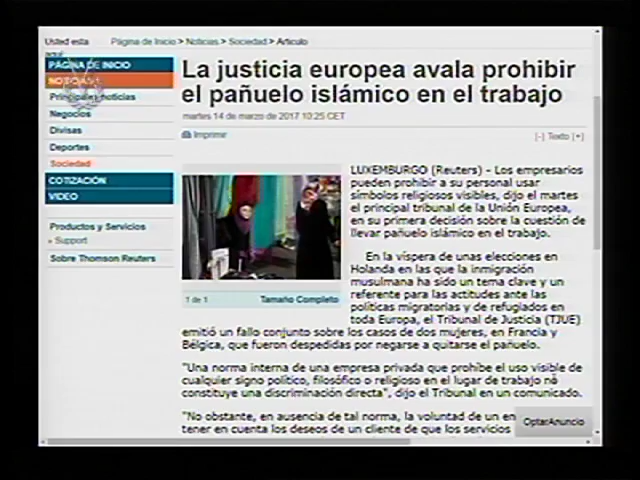 Usted esta Página de Inicio > Noticias > Sociedad > Artículo
aquí:
PÁGINA DE INICIO
NOTICIAS
Principales noticias
Negocios
Divisas
Deportes
Sociedad
COTIZACIÓN
VIDEO
Productos y Servicios
Support
Sobre Thomson Reuters
La justicia europea avala prohibir
el pañuelo islámico en el trabajo
martes 14 de marzo de 2017 10:25 CET
Imprimir
[-] Texto [+]
1 de 1 Tamaño Completo
LUXEMBURGO (Reuters) - Los empresarios
pueden prohibir a su personal usar
símbolos religiosos visibles, dijo el martes
el principal tribunal de la Unión Europea,
en su primera decisión sobre la cuestión de
llevar pañuelo islámico en el trabajo.
En la víspera de unas elecciones en
Holanda en las que la inmigración
musulmana ha sido un tema clave y un
referente para las actitudes ante las
políticas migratorias y de refugiados en
toda Europa, el Tribunal de Justicia (TJUE)
emitió un fallo conjunto sobre los casos de dos mujeres, en Francia y
Bélgica, que fueron despedidas por negarse a quitarse el pañuelo.
"Una norma interna de una empresa privada que prohíbe el uso visible de
cualquier signo político, filosófico o religioso en el lugar de trabajo no
constituye una discriminación directa", dijo el Tribunal en un comunicado.
"No obstante, en ausencia de tal norma, la voluntad de un en
tener en cuenta los deseos de un cliente de que los servicios
OptarAnuncio